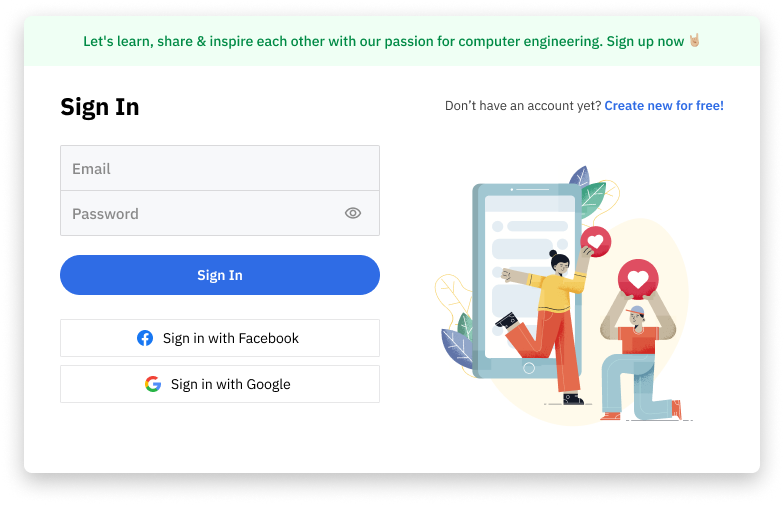 Let's learn, share & inspire each other with our passion for computer engineering. Sign up now 🤘🏼
Sign In
Don’t have an account yet? Create new for free!
Email
Password
Sign In
Sign in with Facebook
Sign in with Google